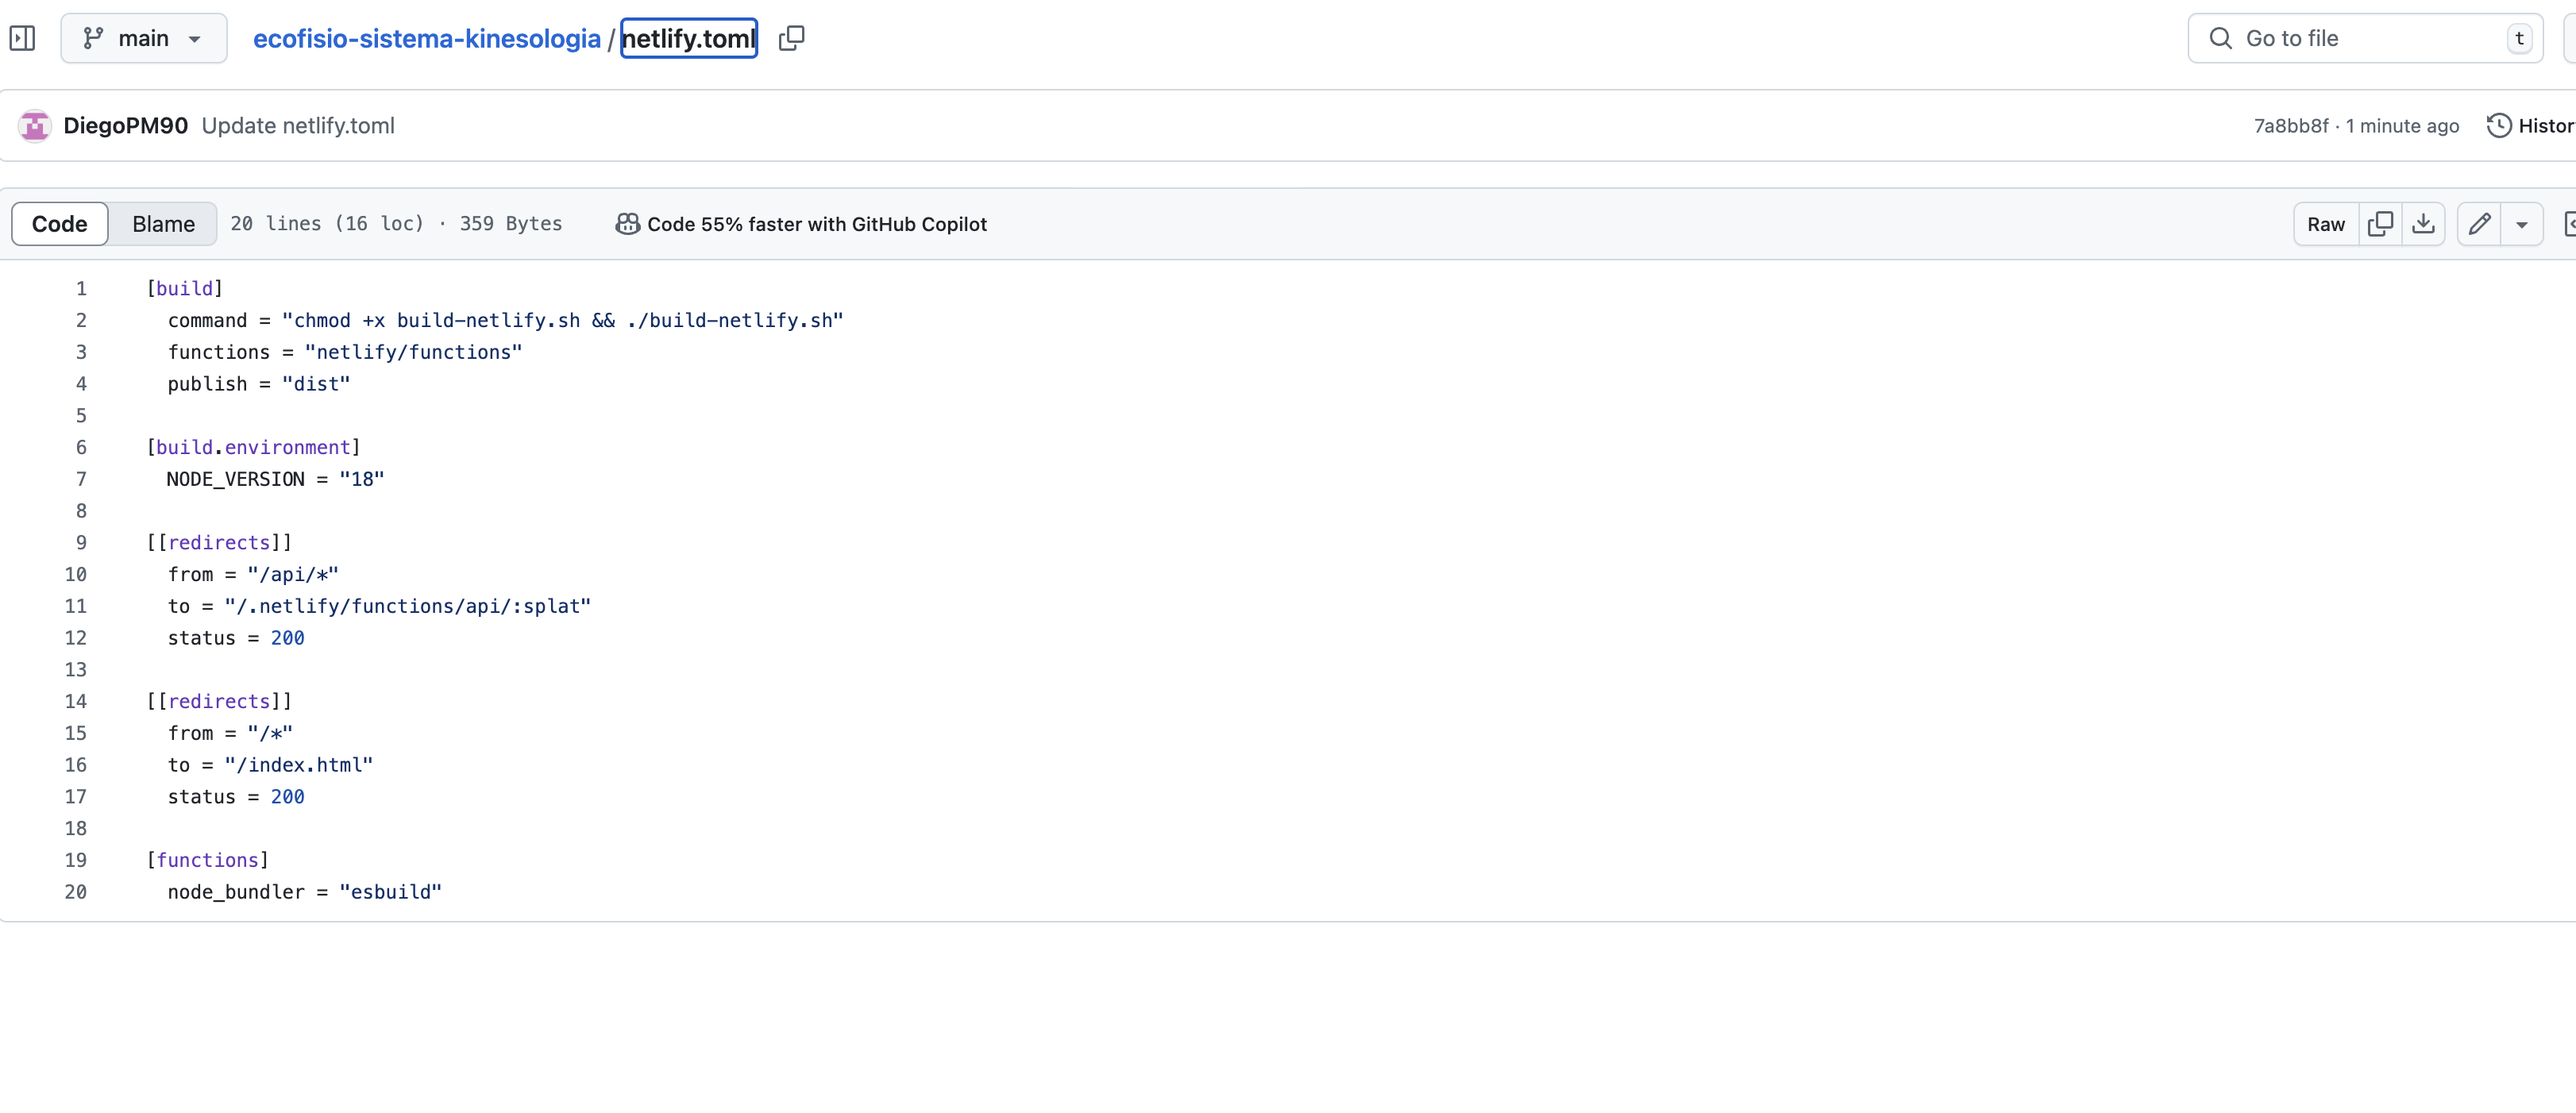 main
ecofisio-sistema-kinesologia / netlify.toml
Go to file
t
DiegoPM90 Update netlify.toml
7a8bb8f · 1 minute ago
Histor
Code
Blame
20 lines (16 loc) · 359 Bytes
Code 55% faster with GitHub Copilot
Raw
1 [build]
2 command = "chmod +x build-netlify.sh && ./build-netlify.sh"
3 functions = "netlify/functions"
4 publish = "dist"
5
6 [build.environment]
7 NODE_VERSION = "18"
8
9 [[redirects]]
10 from = "/api/*"
11 to = "/.netlify/functions/api/:splat"
12 status = 200
13
14 [[redirects]]
15 from = "/*"
16 to = "/index.html"
17 status = 200
18
19 [functions]
20 node_bundler = "esbuild"